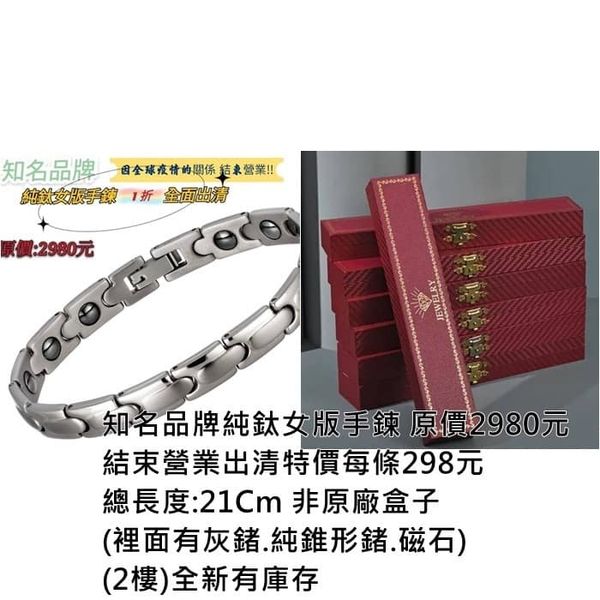 知名品牌
因全球疫情的關係 結束營業!!
純鈦女版手鍊 1折 全面出清
原價:2980元
JEWELRY
知名品牌純鈦女版手鍊 原價2980元
結束營業出清特價每條298元
總長度:21Cm 非原廠盒子
(裡面有灰鍺.純錐形鍺.磁石)
(2樓)全新有庫存